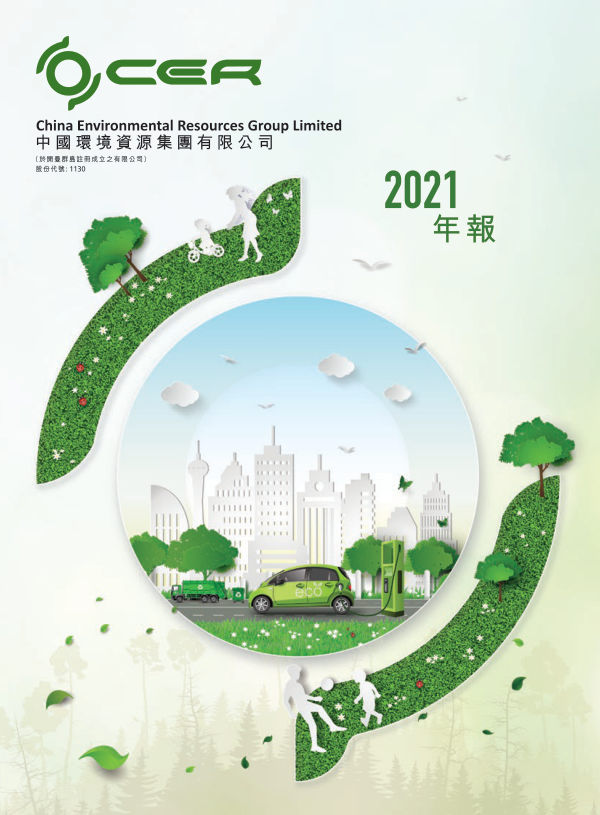 CER
China Environmental Resources Group Limited
中國環境資源集團有限公司
(於開曼群島註冊成立之有限公司)
股份代號: 1130
2021
年報
eco